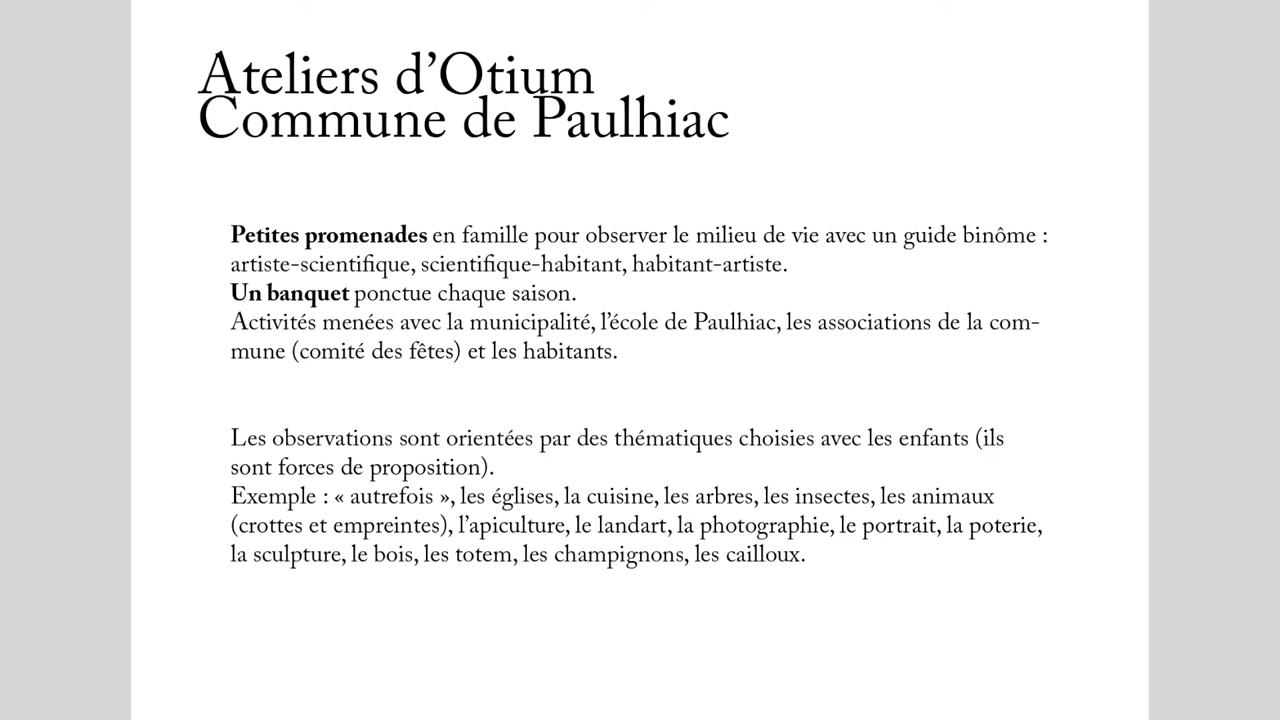 Ateliers d’Otium
Commune de Paulhiac
Petites promenades en famille pour observer le milieu de vie avec un guide binôme :
artiste-scientifique, scientifique-habitant, habitant-artiste.
Un banquet ponctue chaque saison.
Activités menées avec la municipalité, l’école de Paulhiac, les associations de la com-
mune (comité des fêtes) et les habitants.
Les observations sont orientées par des thématiques choisies avec les enfants (ils
sont forces de proposition).
Exemple : « autrefois », les églises, la cuisine, les arbres, les insectes, les animaux
(crottes et empreintes), l’apiculture, le landart, la photographie, le portrait, la poterie,
la sculpture, le bois, les totem, les champignons, les cailloux.